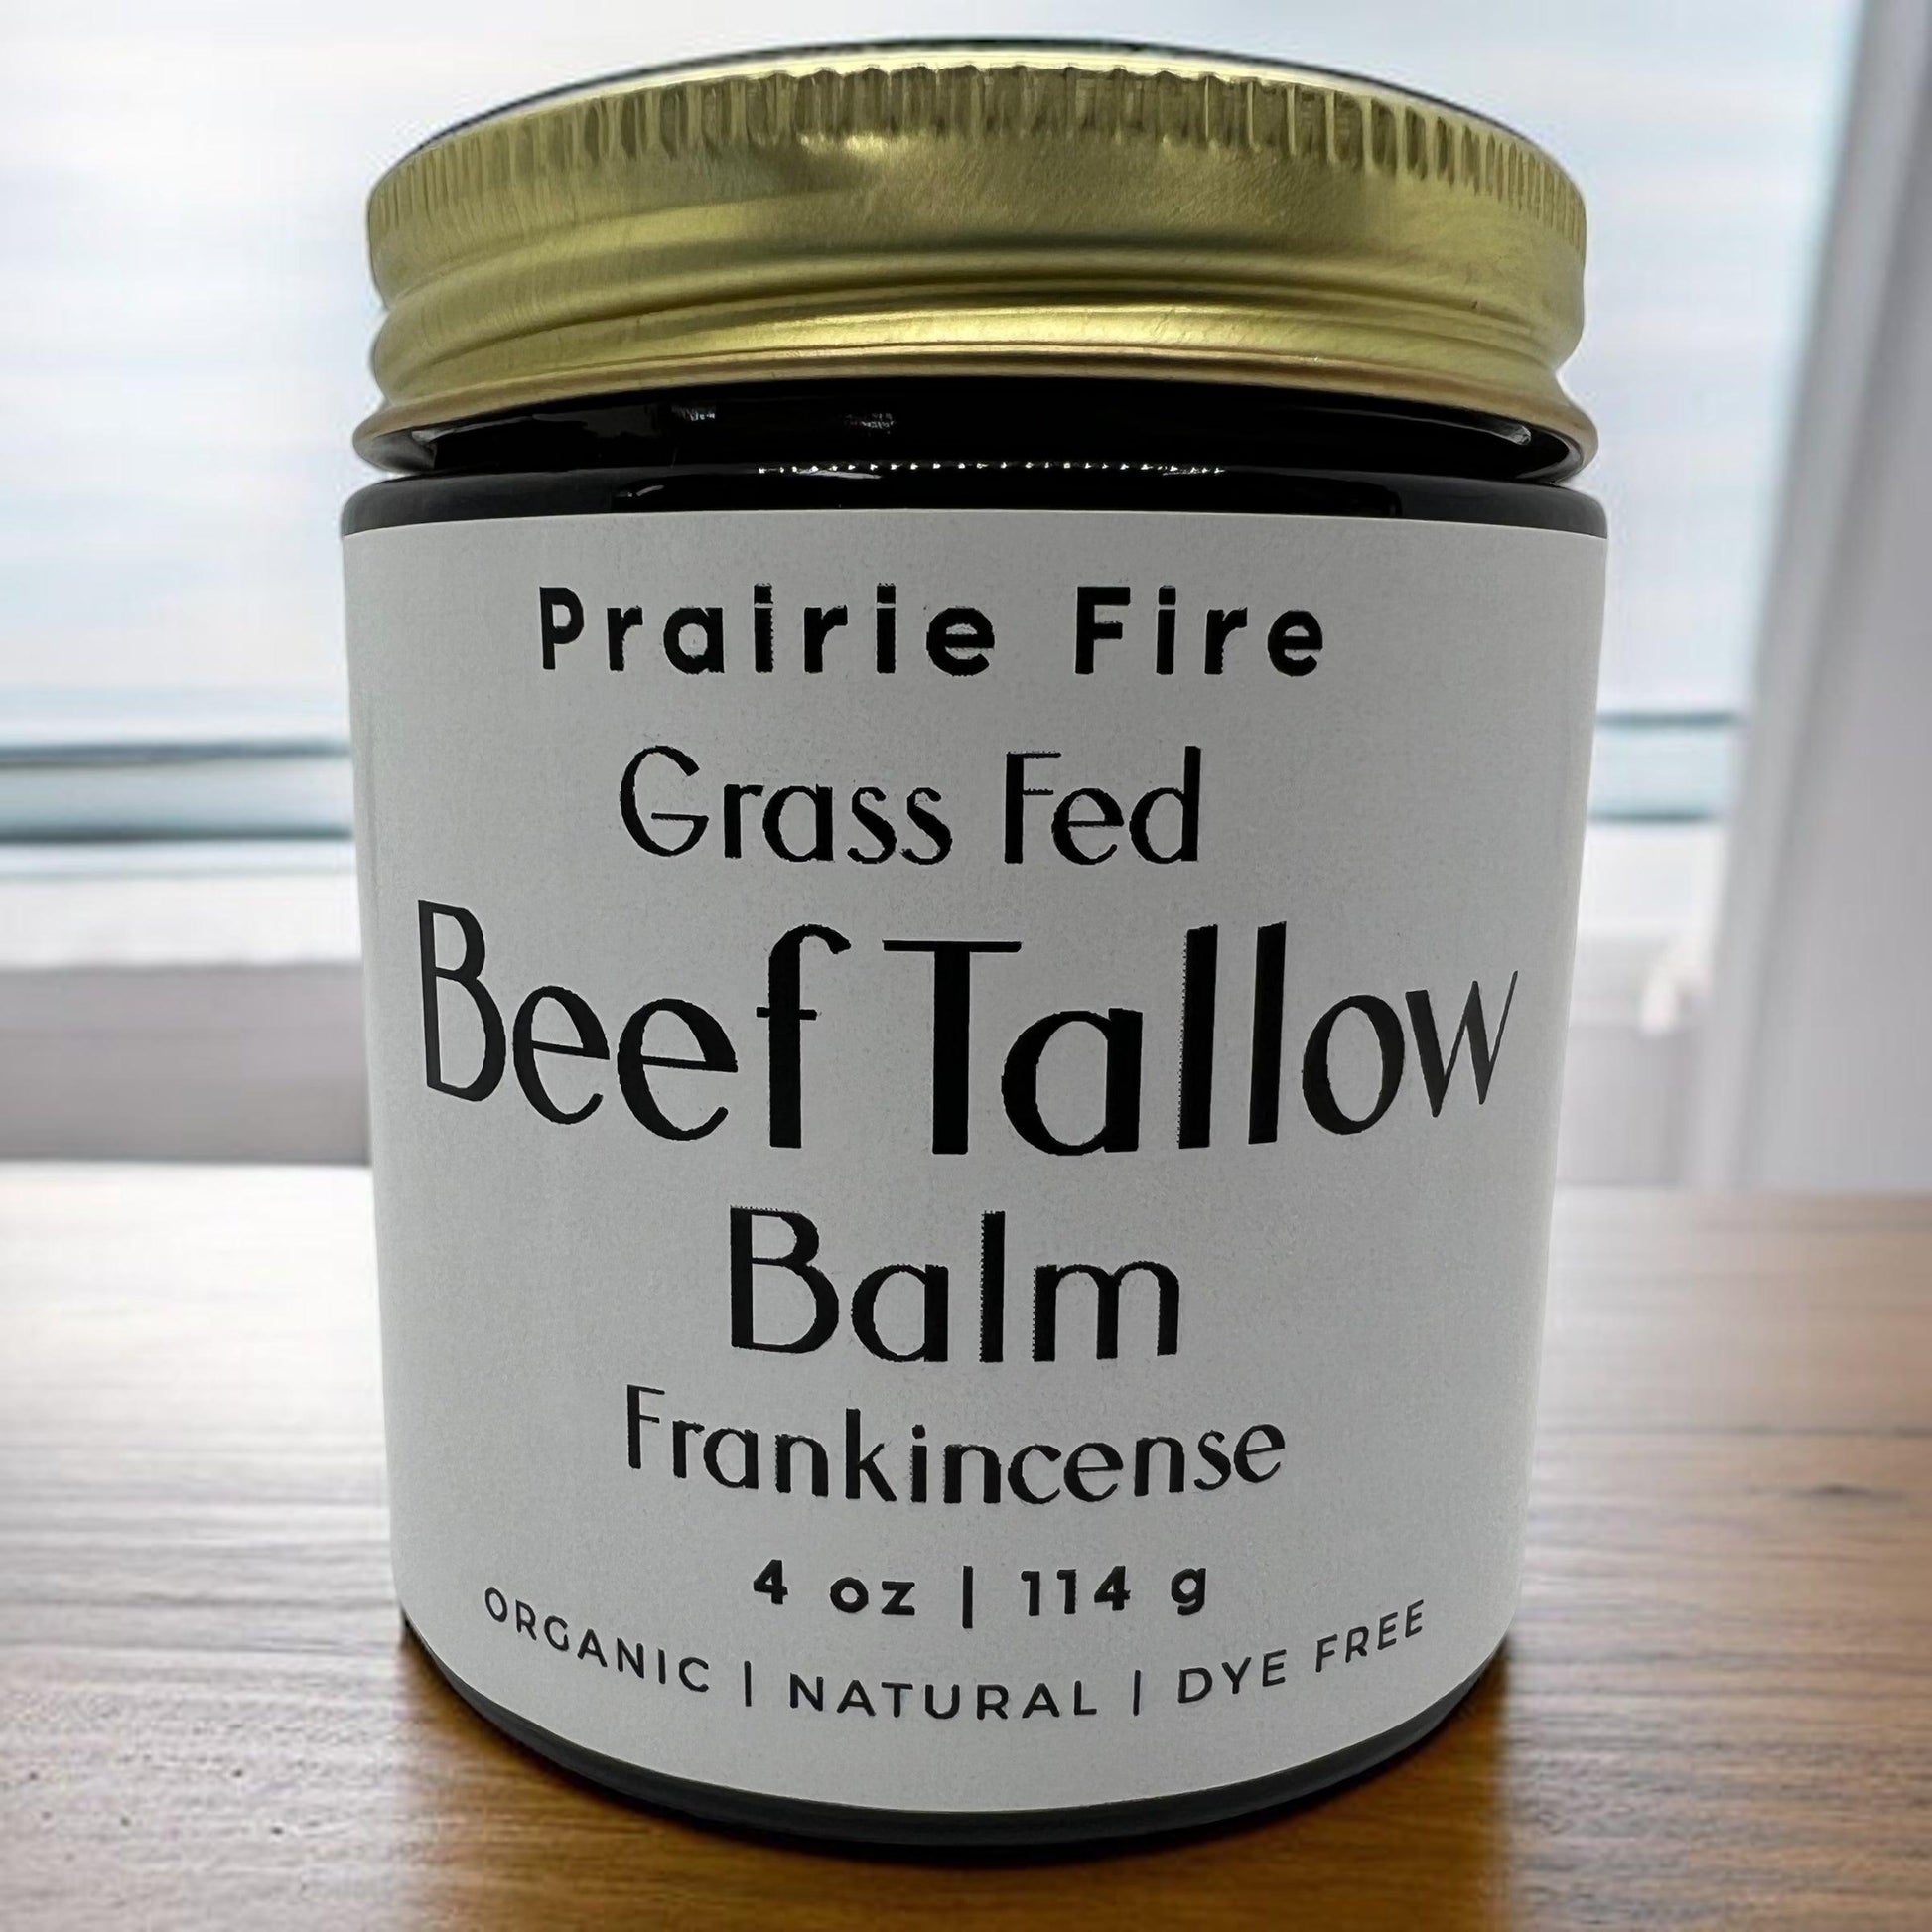 Prairie Fire
Grass Fed
Beef Tallow
Balm
Frankincense
4 oz | 114 g
ORGANIC | NATURAL | DYE FREE